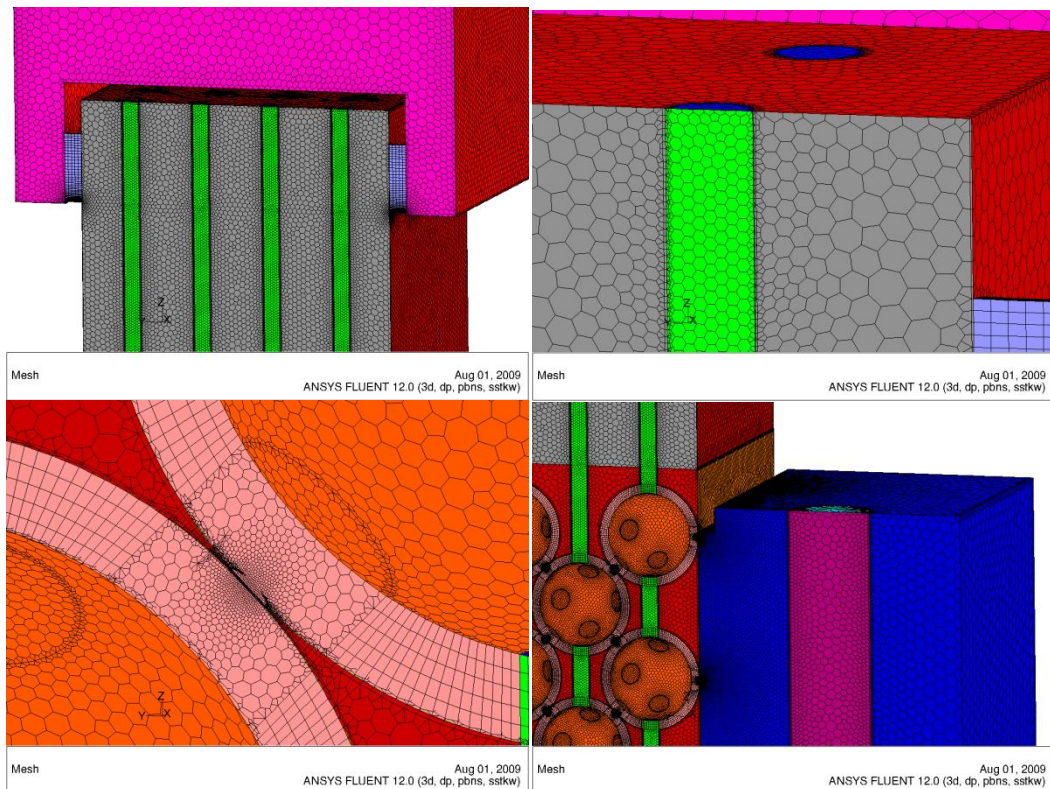 Z
Y X
Mesh
Aug 01, 2009
ANSYS FLUENT 12.0 (3d, dp, pbns, sstkw)
Z
Y X
Mesh
Aug 01, 2009
ANSYS FLUENT 12.0 (3d, dp, pbns, sstkw)
Z
Y X
Mesh
Aug 01, 2009
ANSYS FLUENT 12.0 (3d, dp, pbns, sstkw)
Mesh
Aug 01, 2009
ANSYS FLUENT 12.0 (3d, dp, pbns, sstkw)